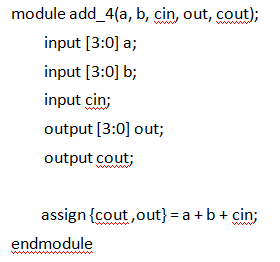 module add_4(a, b, cin, out, cout);
input [3:0] a;
input [3:0] b;
input cin;
output [3:0] out;
output cout;
assign {cout ,out} = a + b + cin;
endmodule